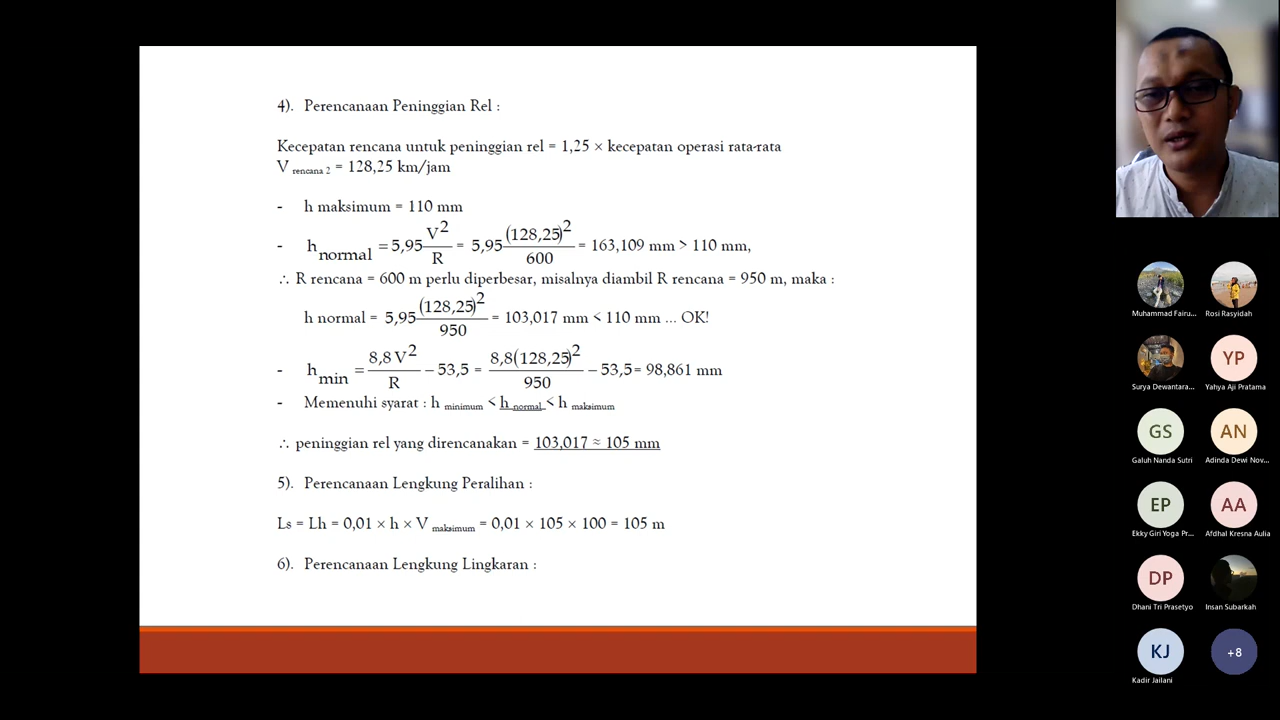 4). Perencanaan Peninggian Rel :
Kecepatan rencana untuk peninggian rel = 1,25 × kecepatan operasi rata-rata
V rencana 2 = 128,25 km/jam
- h maksimum = 110 mm
- h normal = 5,95 V²/R = 5,95 (128,25)²/600 = 163,109 mm > 110 mm,
∴ R rencana = 600 m perlu diperbesar, misalnya diambil R rencana = 950 m, maka :
h normal = 5,95 (128,25)²/950 = 103,017 mm < 110 mm ... OK!
- h min = 8,8 V²/R − 53,5 = 8,8(128,25)²/950 − 53,5= 98,861 mm
- Memenuhi syarat : h minimum < h normal < h maksimum
∴ peninggian rel yang direncanakan = 103,017 ≈ 105 mm
5). Perencanaan Lengkung Peralihan :
Ls = Lh = 0,01 × h × V maksimum = 0,01 × 105 × 100 = 105 m
6). Perencanaan Lengkung Lingkaran :
Muhammad Fairu...
Rosi Rasyidah
Surya Dewantara...
YP
Yahya Aji Pratama
GS
Galuh Nanda Sutri
AN
Adinda Dewi Nov...
EP
Ekky Giri Yoga Pr...
AA
Afdhal Kresna Aulia
DP
Dhani Tri Prasetyo
Insan Subarkah
KJ
Kadir Jailani
+8